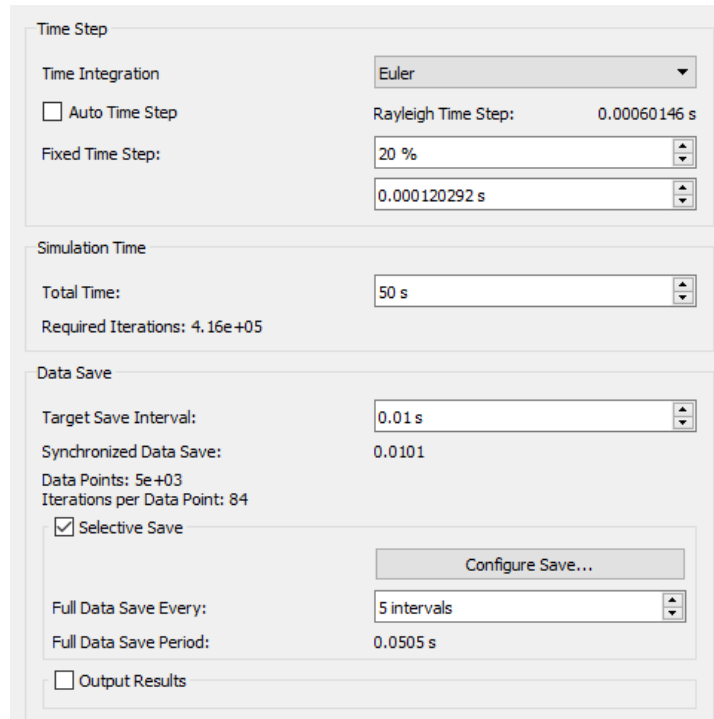 Time Step
Time Integration Euler
Auto Time Step Rayleigh Time Step: 0.00060146 s
Fixed Time Step: 20 %
0.000120292 s
Simulation Time
Total Time: 50 s
Required Iterations: 4.16e+05
Data Save
Target Save Interval: 0.01 s
Synchronized Data Save: 0.0101
Data Points: 5e+03
Iterations per Data Point: 84
Selective Save
Configure Save...
Full Data Save Every: 5 intervals
Full Data Save Period: 0.0505 s
Output Results